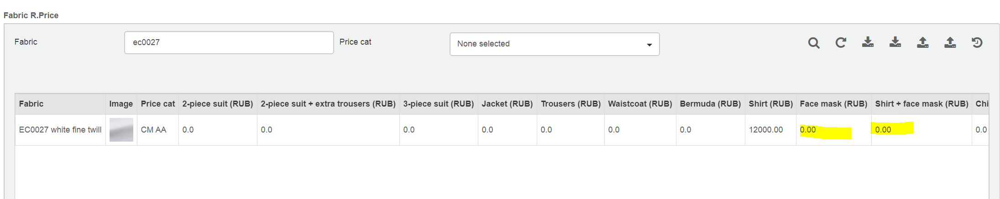 Fabric R.Price
Fabric ec0027 Price cat None selected
Fabric Image Price cat 2-piece suit (RUB) 2-piece suit + extra trousers (RUB) 3-piece suit (RUB) Jacket (RUB) Trousers (RUB) Waistcoat (RUB) Bermuda (RUB) Shirt (RUB) Face mask (RUB) Shirt + face mask (RUB) Chi
EC0027 white fine twill CM AA 0.0 0.0 0.0 0.0 0.0 0.0 0.0 12000.00 0.00 0.00 0.0